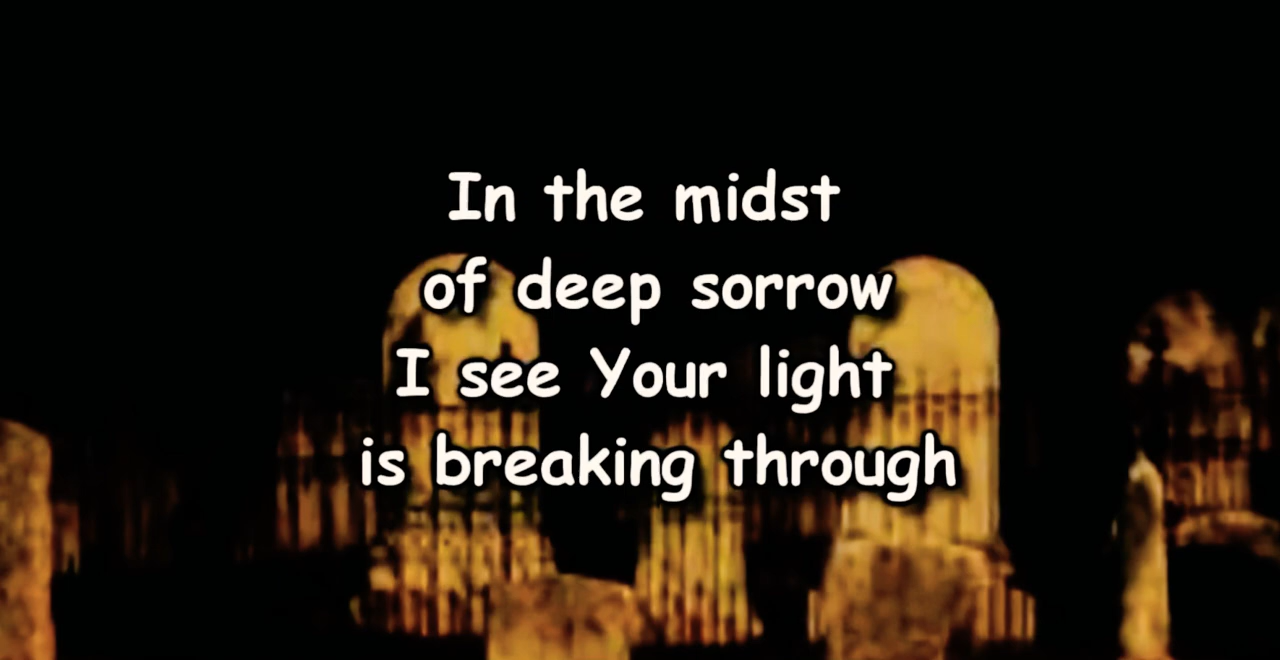 In the midst
of deep sorrow
I see Your light
is breaking through